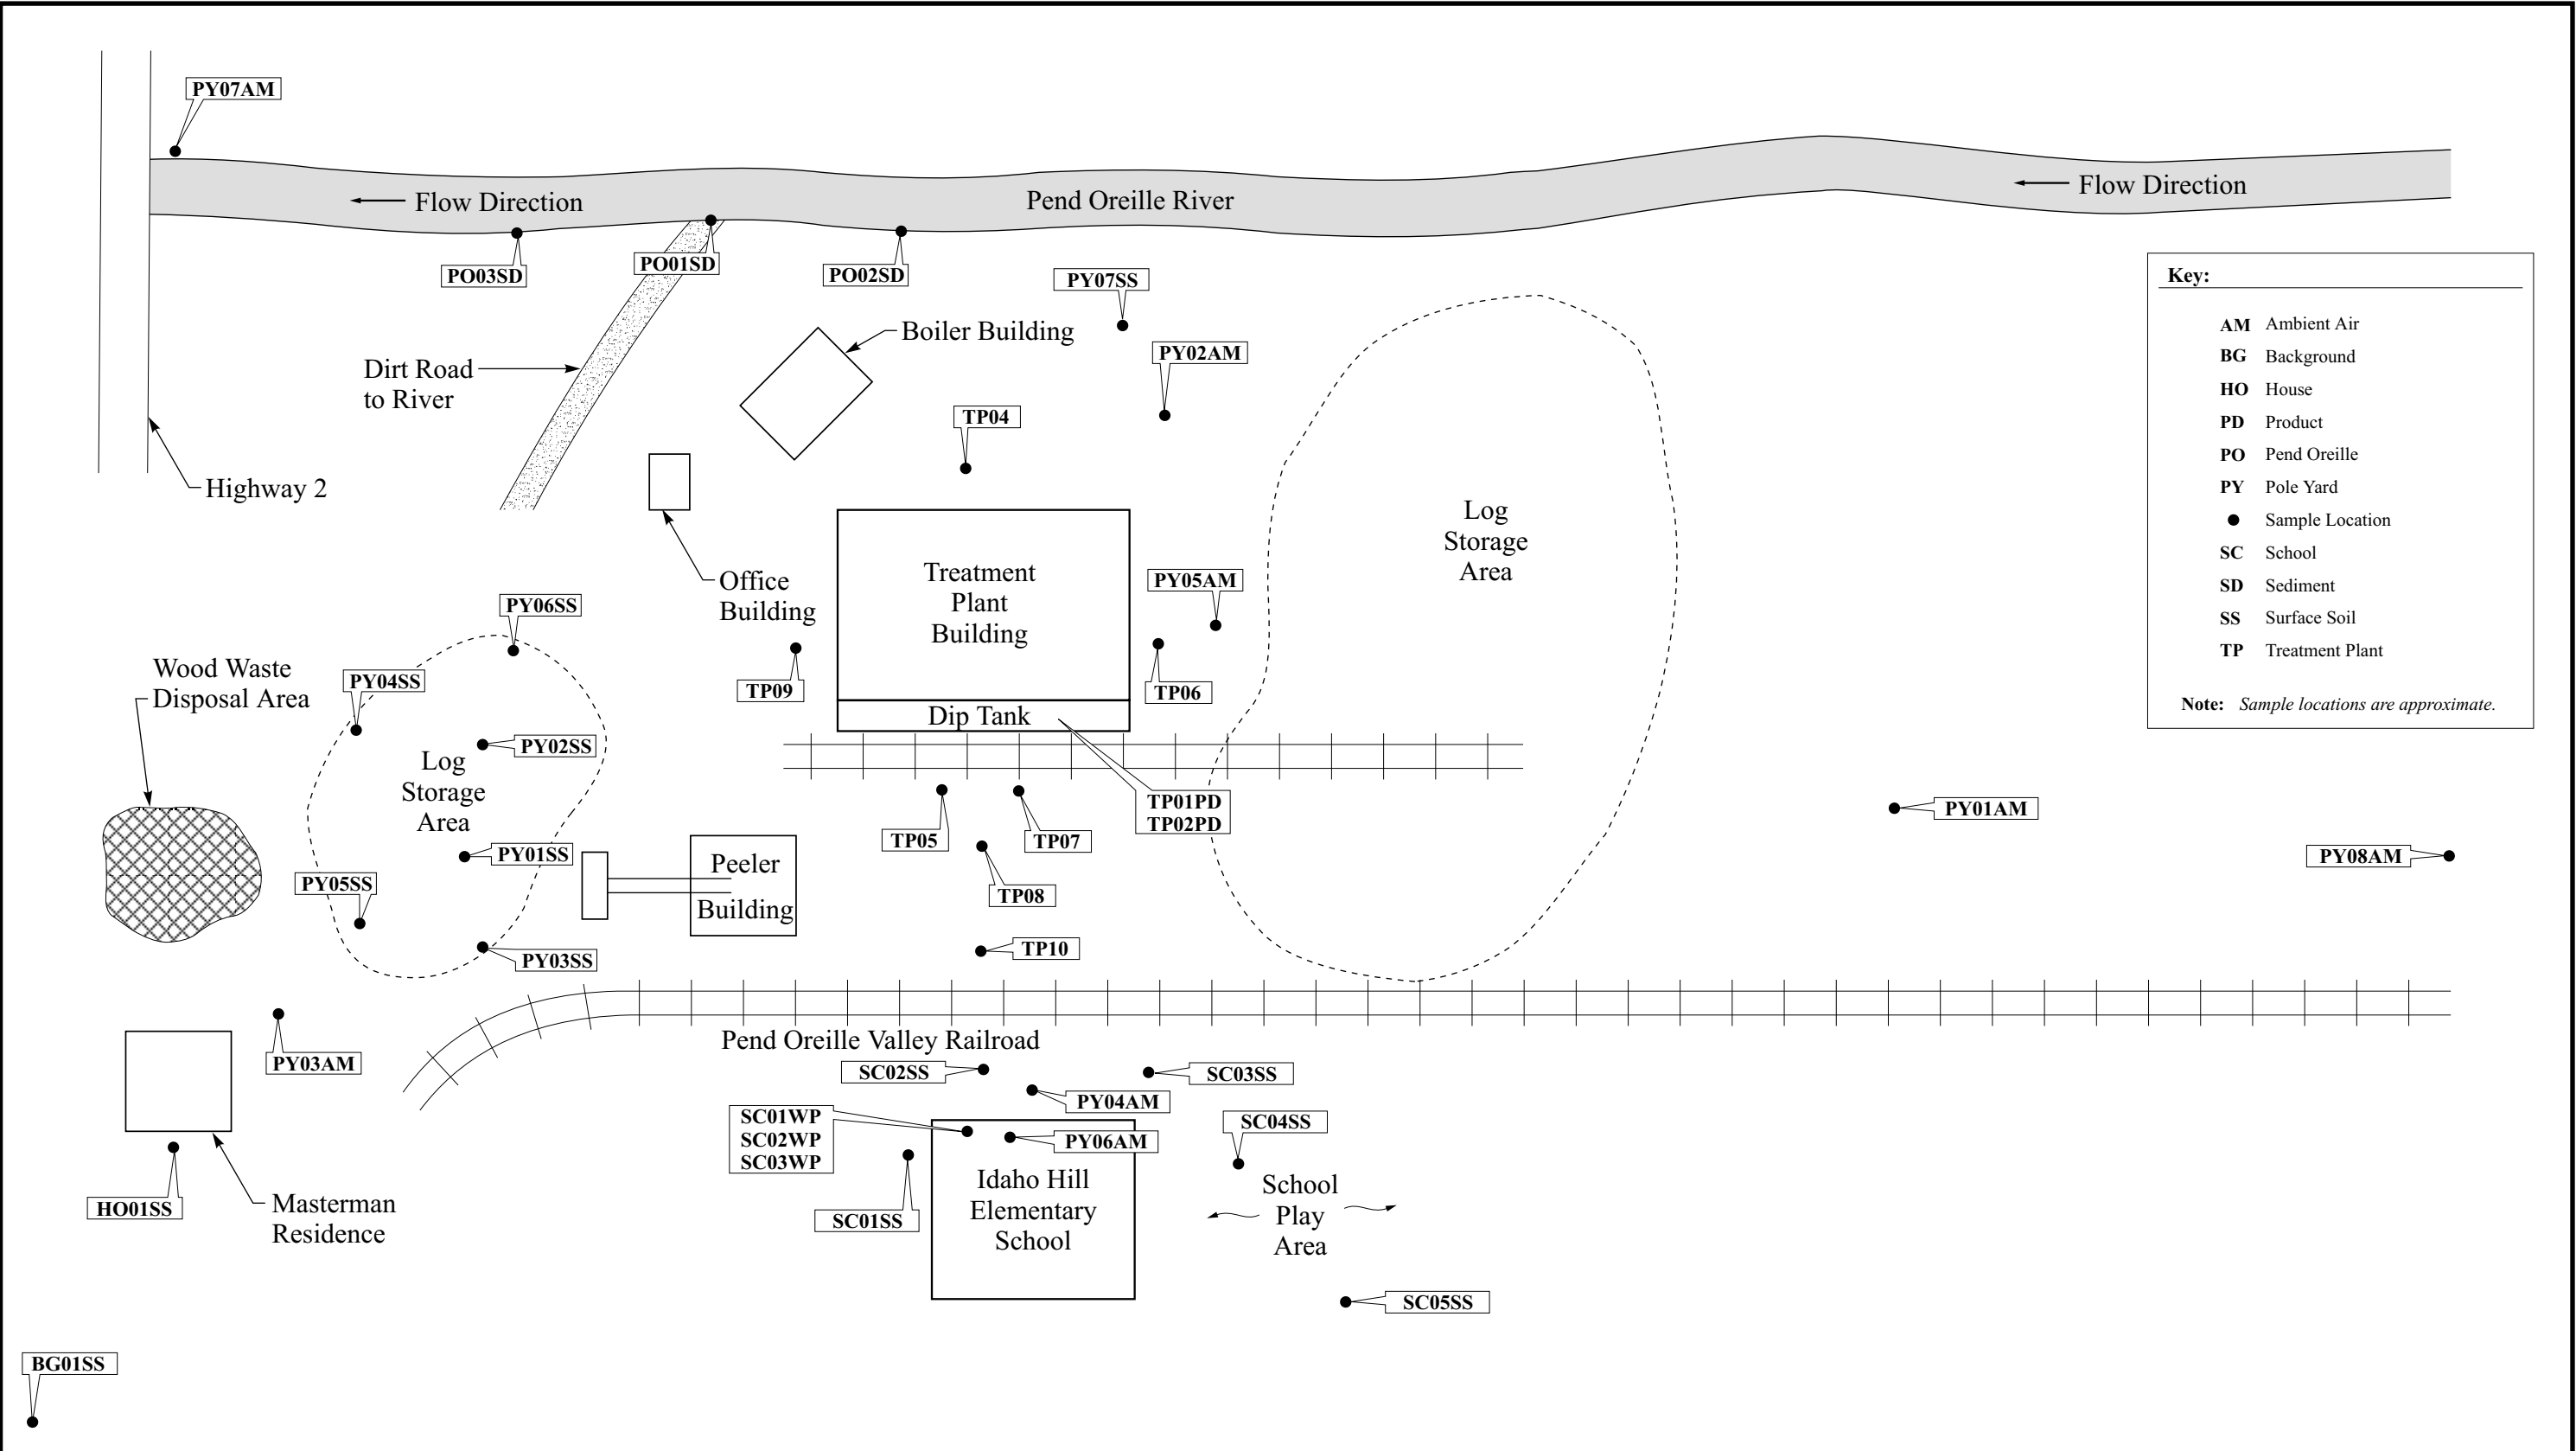 PY07AM
Flow Direction
Pend Oreille River
Flow Direction
PO03SD
PO01SD
PO02SD
PY07SS
Boiler Building
PY02AM
Dirt Road
to River
TP04
Highway 2
Key:
AM Ambient Air
BG Background
HO House
PD Product
PO Pend Oreille
PY Pole Yard
Sample Location
SC School
SD Sediment
SS Surface Soil
TP Treatment Plant
Note: Sample locations are approximate.
Log
Storage
Area
Office
Building
Treatment
Plant
Building
PY05AM
PY06SS
Wood Waste
Disposal Area
PY04SS
TP09
TP06
Dip Tank
PY02SS
Log
Storage
Area
TP01PD
TP02PD
PY01AM
TP05
TP07
PY01SS
Peeler
Building
PY08AM
PY05SS
TP08
PY03SS
TP10
Pend Oreille Valley Railroad
PY03AM
SC02SS
SC03SS
PY04AM
SC01WP
SC02WP
SC03WP
PY06AM
SC04SS
Idaho Hill
Elementary
School
School
Play
Area
HO01SS
Masterman
Residence
SC01SS
SC05SS
BG01SS